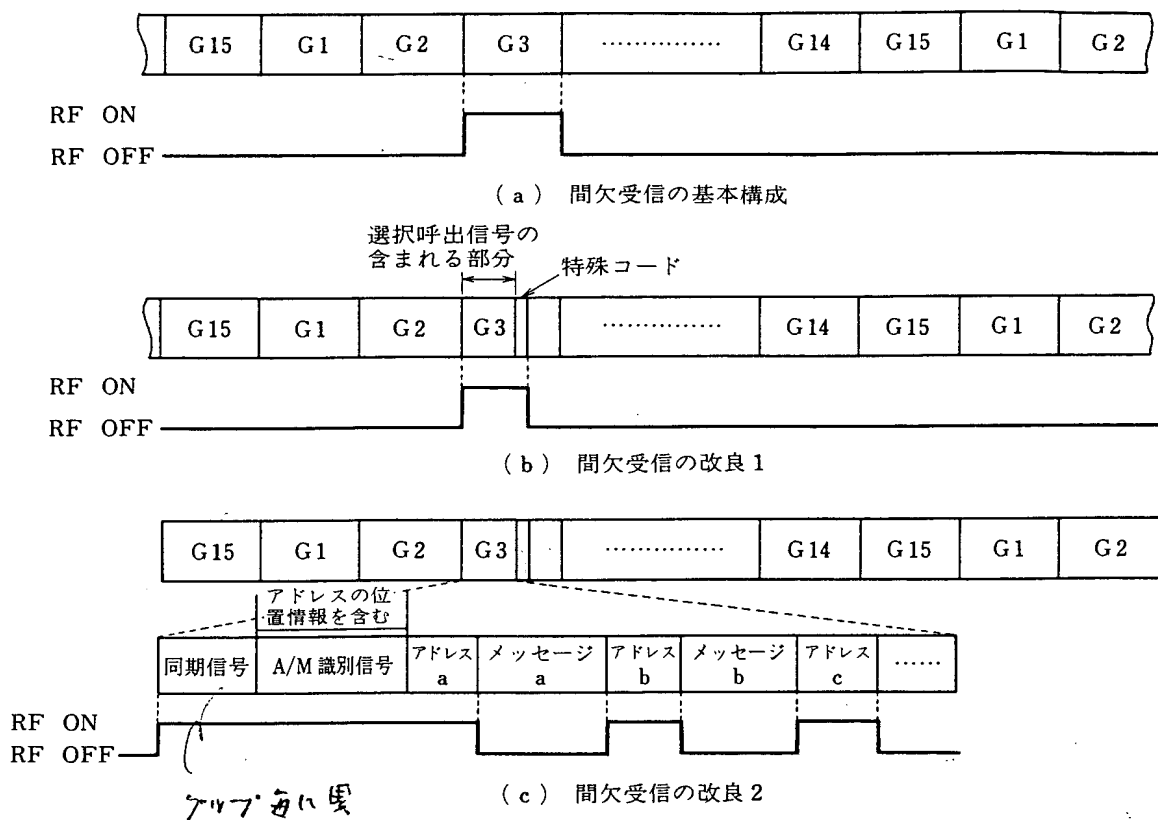 G15 G1 G2 G3 …………… G14 G15 G1 G2
RF ON
RF OFF
(a) 間欠受信の基本構成
選択呼出信号の
含まれる部分
特殊コード
G15 G1 G2 G3 …………… G14 G15 G1 G2
RF ON
RF OFF
(b) 間欠受信の改良1
G15 G1 G2 G3 …………… G14 G15 G1 G2
アドレスの位
置情報を含む
同期信号 A/M識別信号 アドレス a メッセージ a アドレス b メッセージ b アドレス c ……
RF ON
RF OFF
グループ毎に異
(c) 間欠受信の改良2